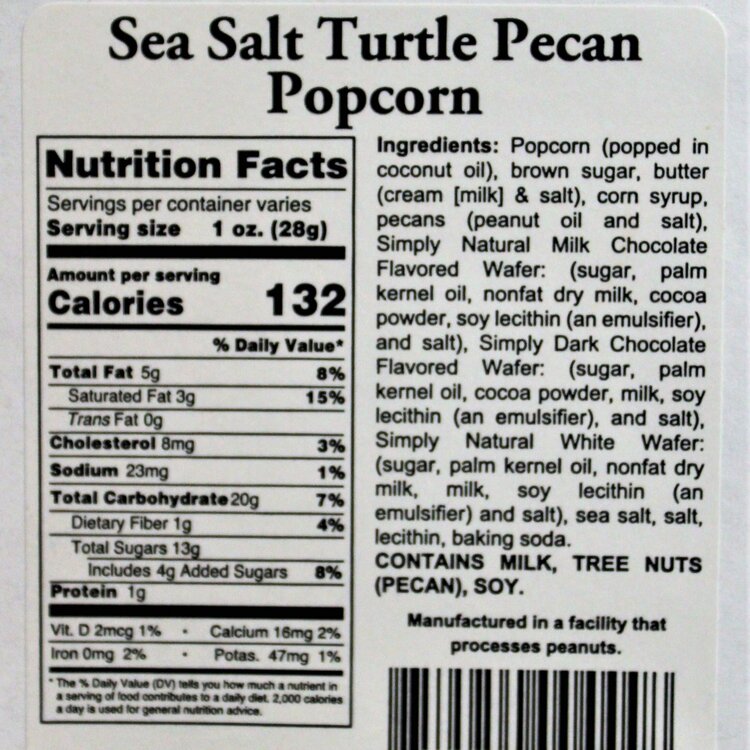 Sea Salt Turtle Pecan
Popcorn
Nutrition Facts
Servings per container varies
Serving size 1 oz. (28g)
Amount per serving
Calories 132
% Daily Value*
Total Fat 5g 8%
Saturated Fat 3g 15%
Trans Fat 0g
Cholesterol 8mg 3%
Sodium 23mg 1%
Total Carbohydrate 20g 7%
Dietary Fiber 1g 4%
Total Sugars 13g
Includes 4g Added Sugars 8%
Protein 1g
Vit. D 2mcg 1% • Calcium 16mg 2%
Iron 0mg 2% • Potas. 47mg 1%
* The % Daily Value (DV) tells you how much a nutrient in
a serving of food contributes to a daily diet. 2,000 calories
a day is used for general nutrition advice.
Ingredients: Popcorn (popped in
coconut oil), brown sugar, butter
(cream [milk] & salt), corn syrup,
pecans (peanut oil and salt),
Simply Natural Milk Chocolate
Flavored Wafer: (sugar, palm
kernel oil, nonfat dry milk, cocoa
powder, soy lecithin (an emulsifier),
and salt), Simply Dark Chocolate
Flavored Wafer: (sugar, palm
kernel oil, cocoa powder, milk, soy
lecithin (an emulsifier), and salt),
Simply Natural White Wafer:
(sugar, palm kernel oil, nonfat dry
milk, milk, soy lecithin (an
emulsifier) and salt), sea salt, salt,
lecithin, baking soda.
CONTAINS MILK, TREE NUTS
(PECAN), SOY.
Manufactured in a facility that
processes peanuts.